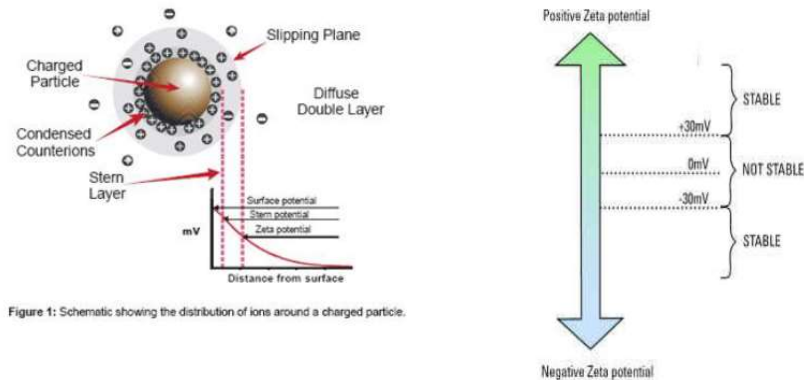 Slipping Plane
Charged
Particle
Diffuse
Double Layer
Condensed
Counterions
Stern
Layer
Surface potential
Stern potential
mV
Zeta potential
Distance from surface
Figure 1: Schematic showing the distribution of ions around a charged particle.
Positive Zeta potential
STABLE
+30mV
0mV
NOT STABLE
-30mV
STABLE
Negative Zeta potential